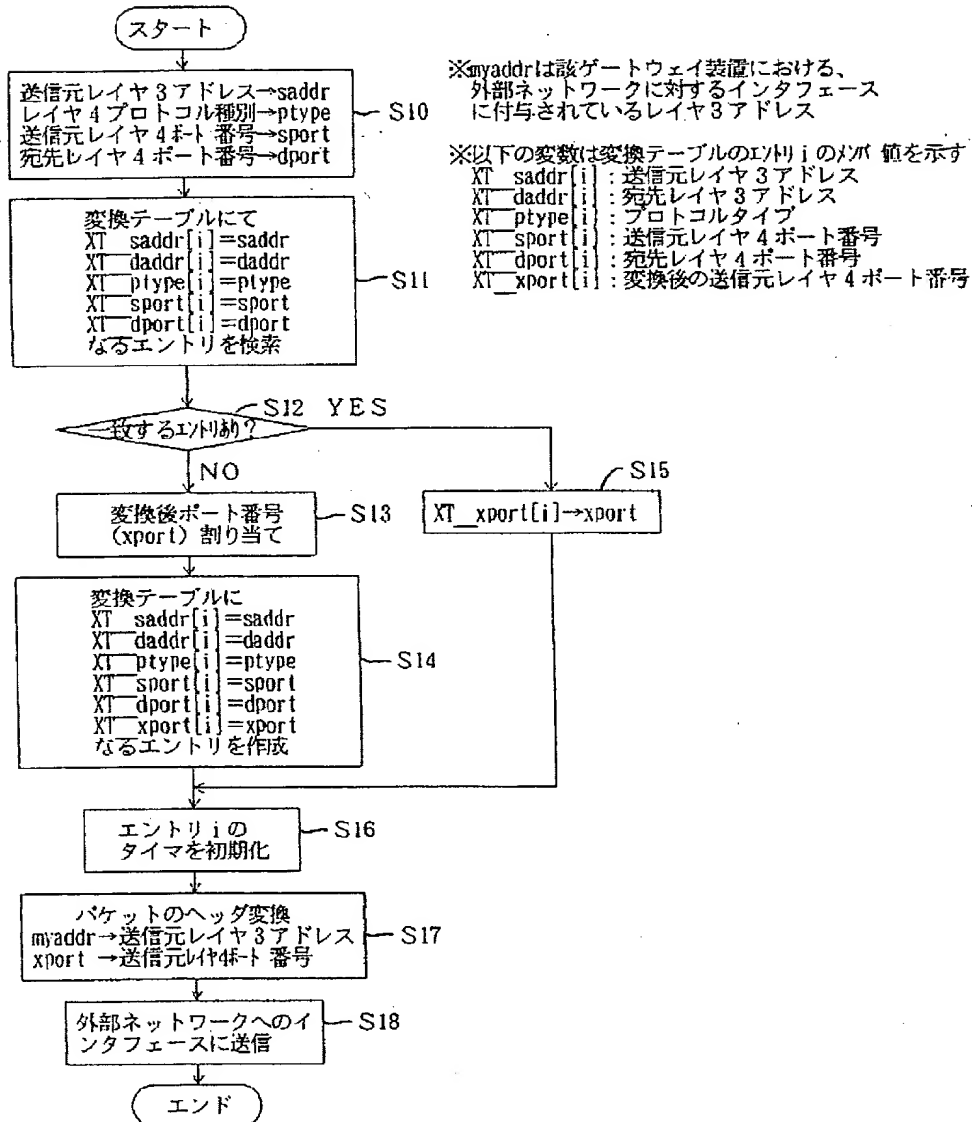 スタート
送信元レイヤ3アドレス→saddr
レイヤ4プロトコル種別→ptype
送信元レイヤ4ポート番号→sport
宛先レイヤ4ポート番号→dport
S10
※myaddrは該ゲートウェイ装置における、
外部ネットワークに対するインタフェース
に付与されているレイヤ3アドレス
※以下の変数は変換テーブルのエントリiのメンバ値を示す
XT_saddr[i]:送信元レイヤ3アドレス
XT_daddr[i]:宛先レイヤ3アドレス
XT_ptype[i]:プロトコルタイプ
XT_sport[i]:送信元レイヤ4ポート番号
XT_dport[i]:宛先レイヤ4ポート番号
XT_xport[i]:変換後の送信元レイヤ4ポート番号
変換テーブルにて
XT_saddr[i]=saddr
XT_daddr[i]=daddr
XT_ptype[i]=ptype
XT_sport[i]=sport
XT_dport[i]=dport
なるエントリを検索
S11
S12 YES
一致するエントリあり?
NO
S15
XT_xport[i]→xport
変換後ポート番号
(xport)割り当て
S13
変換テーブルに
XT_saddr[i]=saddr
XT_daddr[i]=daddr
XT_ptype[i]=ptype
XT_sport[i]=sport
XT_dport[i]=dport
XT_xport[i]=xport
なるエントリを作成
S14
エントリiの
タイマを初期化
S16
パケットのヘッダ変換
myaddr→送信元レイヤ3アドレス
xport →送信元レイヤ4ポート番号
S17
外部ネットワークへのイ
ンタフェースに送信
S18
エンド